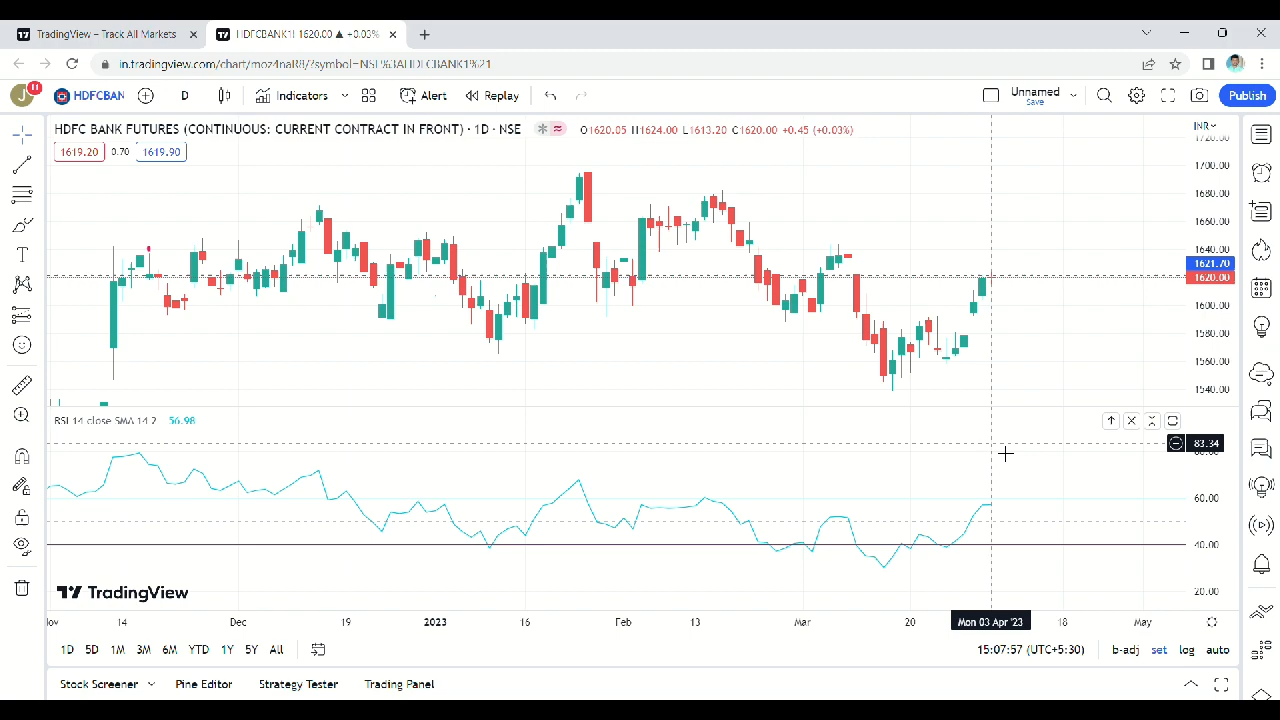 TradingView – Track All Markets
HDFCBANK1! 1620.00 ▲ +0.03%
in.tradingview.com/chart/moz4naR8/?symbol=NSE%3AHDFCBANK1%21
J
11
HDFCBAN
D
Indicators
Alert
Replay
Unnamed
Save
Publish
HDFC BANK FUTURES (CONTINUOUS: CURRENT CONTRACT IN FRONT) · 1D · NSE
O1620.05 H1624.00 L1613.20 C1620.00 +0.45 (+0.03%)
INR
1619.20 0.70 1619.90
1720.00
1700.00
1680.00
1660.00
1640.00
1621.70
1620.00
1600.00
1580.00
1560.00
1540.00
RSI 14 close SMA 14 2 56.98
83.34
80.00
60.00
40.00
20.00
TradingView
14 Dec 19 2023 16 Feb 13 Mar 20 Mon 03 Apr '23 18 May
1D 5D 1M 3M 6M YTD 1Y 5Y All
15:07:57 (UTC+5:30) b-adj set log auto
Stock Screener Pine Editor Strategy Tester Trading Panel